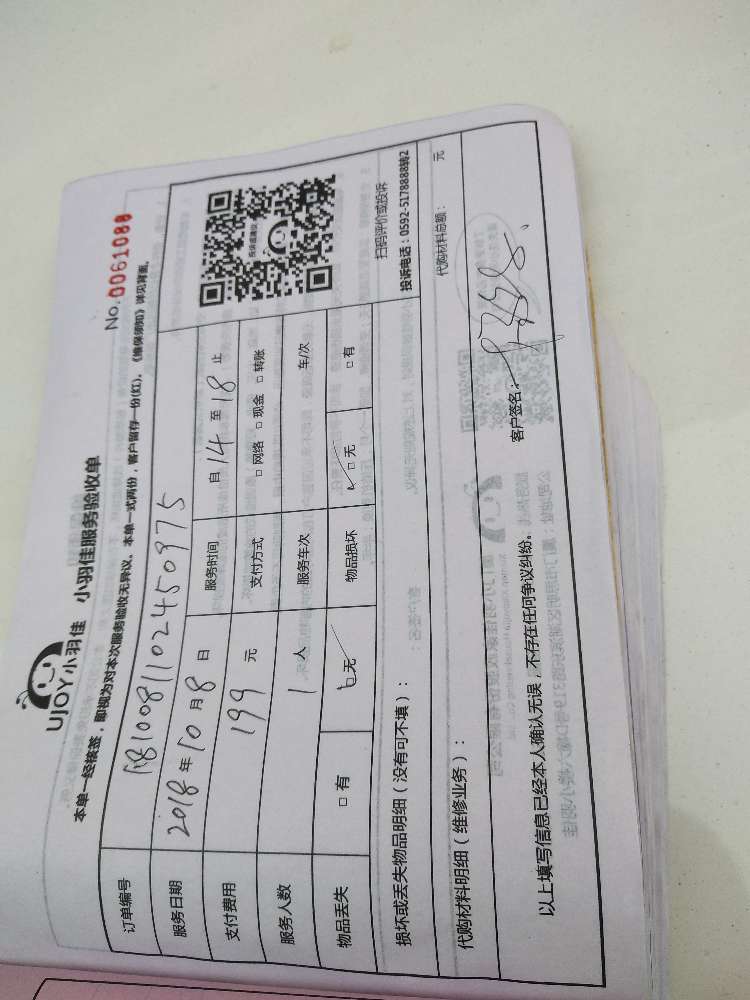 UJOY小羽佳 小羽佳服务验收单
No.0061088
本单一经核签，即视为对本次服务验收无异议。本单一式两份，客户留存一份(红)。《维保须知》详见背面。
订单编号 181008110245097S
服务日期 2018年10月8日 服务时间 自14至18止
支付费用 199元 支付方式 □网络 □现金 □转账
服务人数 1人 服务车次 车/次
物品丢失 □有 ☑无 物品损坏 ☑无 □有
扫码评价或投诉
投诉电话：0592-5178888转2
损坏或丢失物品明细（没有可不填）：
代购材料明细（维修业务）： 代购材料总额： 元
以上填写信息已经本人确认无误，不存在任何争议纠纷。 客户签名：